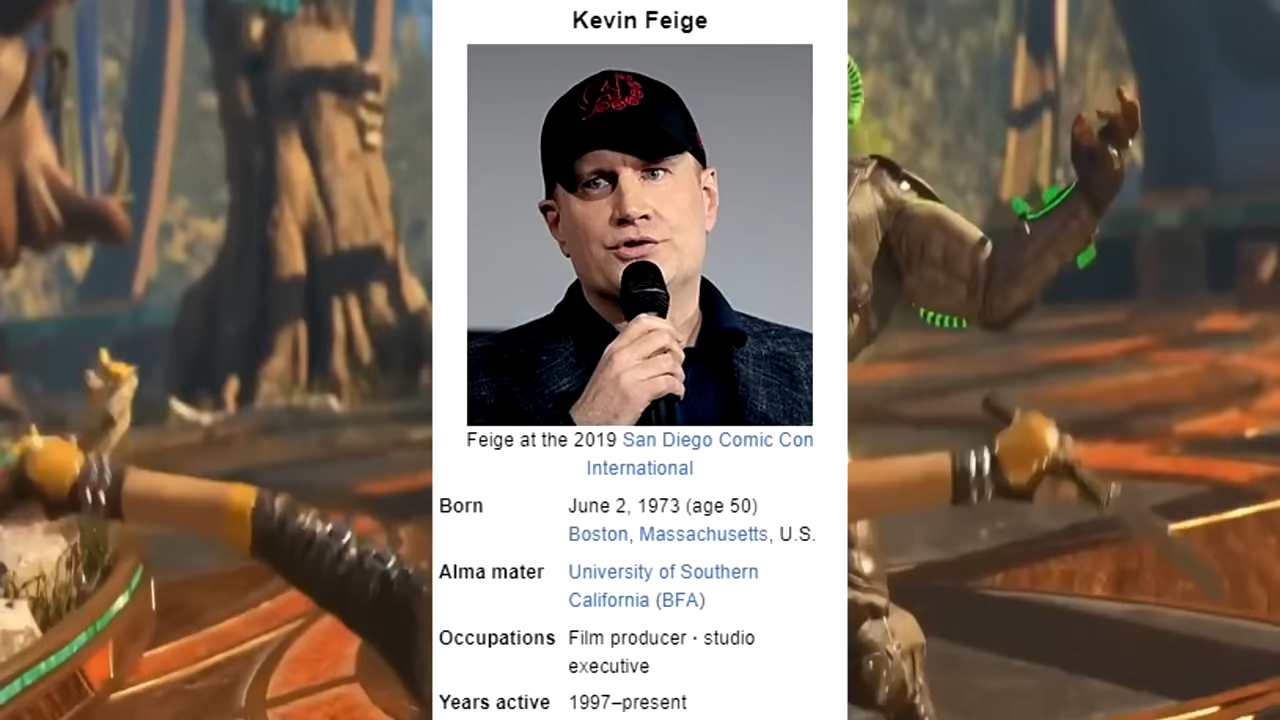 Kevin Feige
Feige at the 2019 San Diego Comic Con
International
Born June 2, 1973 (age 50)
Boston, Massachusetts, U.S.
Alma mater University of Southern
California (BFA)
Occupations Film producer · studio
executive
Years active 1997–present